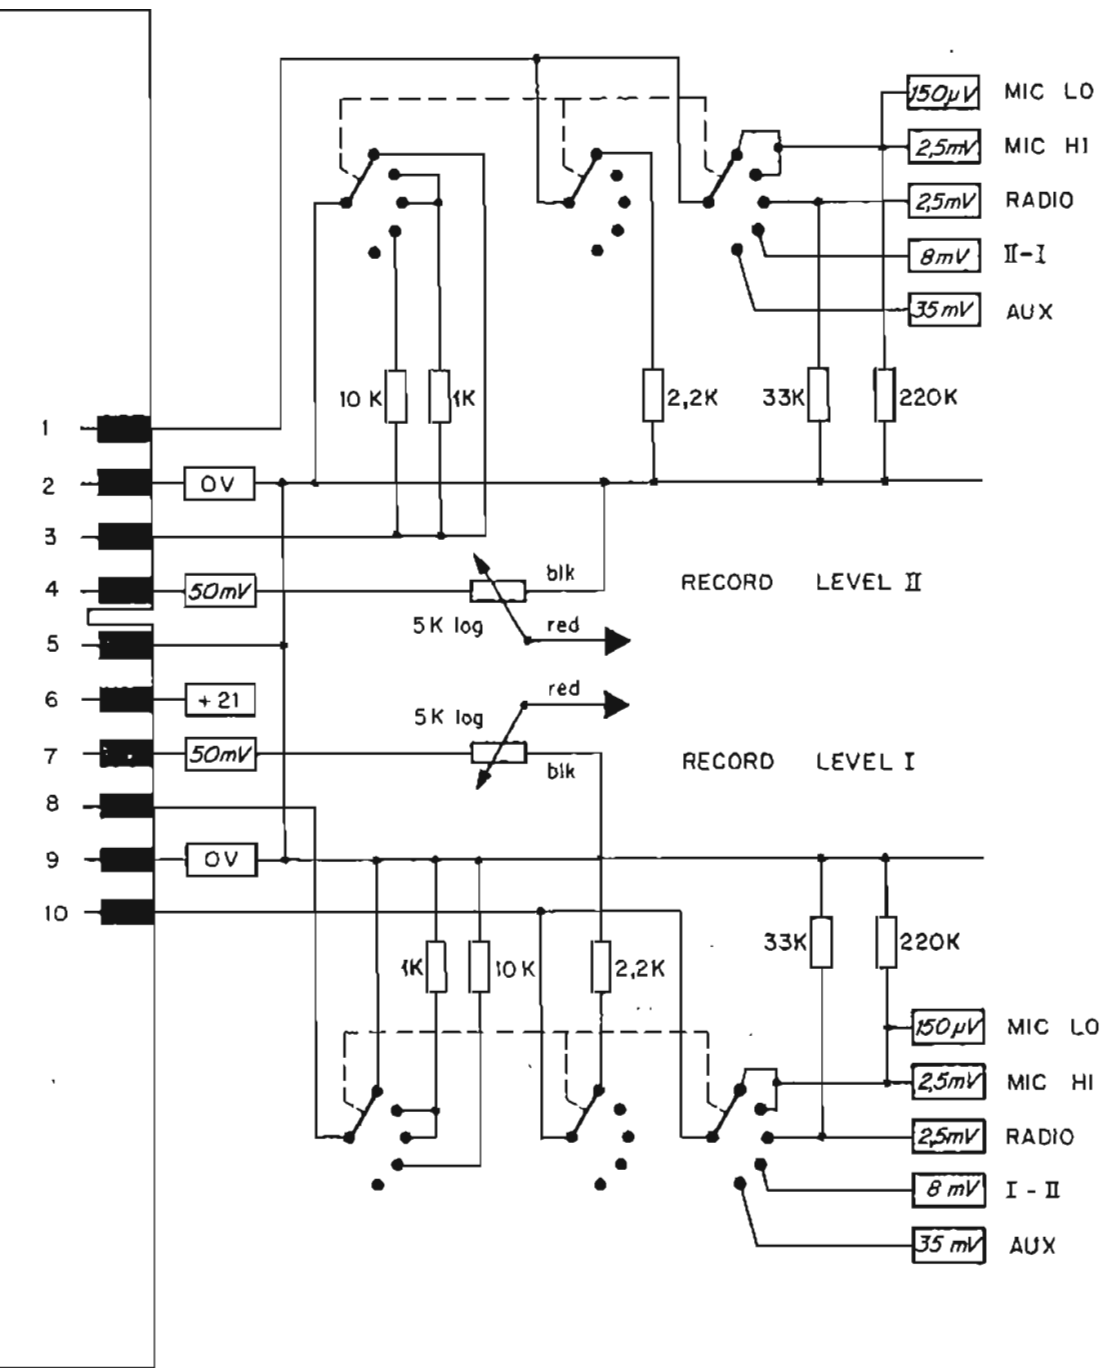 150µV MIC LO
2,5mV MIC HI
2,5mV RADIO
8mV II-I
35mV AUX
10 K
1K
2,2K
33K
220K
1
2 0V
3
4 50mV
blk
RECORD LEVEL II
5K log
red
5
6 +21
red
5K log
7 50mV
blk
RECORD LEVEL I
8
9 0V
10
1K
10 K
2,2K
33K
220K
150µV MIC LO
2,5mV MIC HI
2,5mV RADIO
8 mV I - II
35 mV AUX